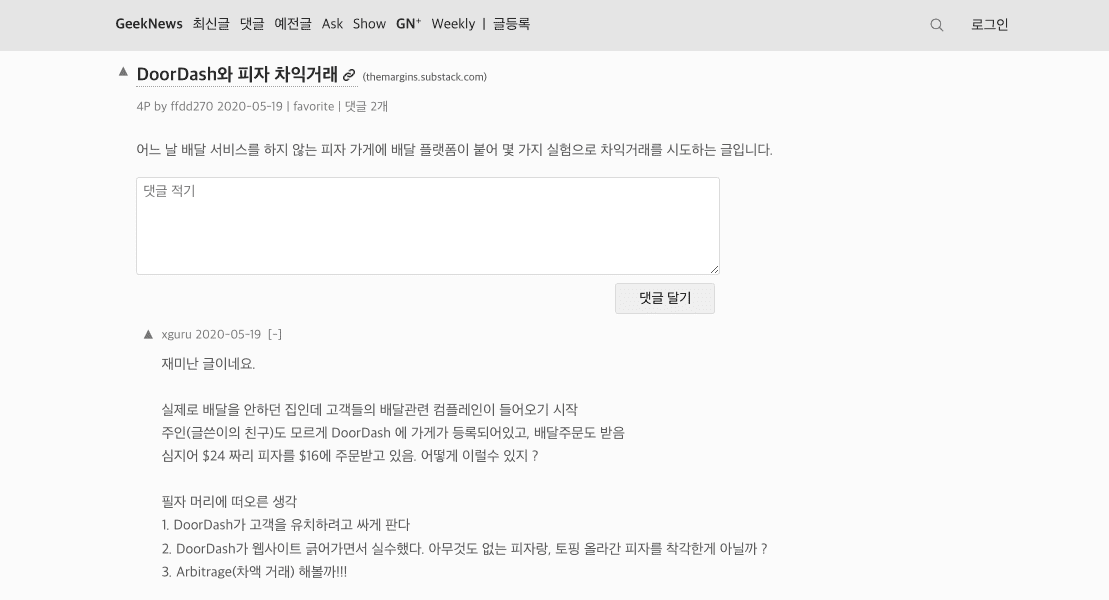 GeekNews 최신글 댓글 예전글 Ask Show GN⁺ Weekly | 글등록 로그인
▲ DoorDash와 피자 차익거래 (themargins.substack.com)
4P by ffdd270 2020-05-19 | favorite | 댓글 2개
어느 날 배달 서비스를 하지 않는 피자 가게에 배달 플랫폼이 붙어 몇 가지 실험으로 차익거래를 시도하는 글입니다.
댓글 적기
댓글 달기
▲ xguru 2020-05-19 [-]
재미난 글이네요.
실제로 배달을 안하던 집인데 고객들의 배달관련 컴플레인이 들어오기 시작
주인(글쓴이의 친구)도 모르게 DoorDash 에 가게가 등록되어있고, 배달주문도 받음
심지어 $24 짜리 피자를 $16에 주문받고 있음. 어떻게 이럴수 있지 ?
필자 머리에 떠오른 생각
1. DoorDash가 고객을 유치하려고 싸게 판다
2. DoorDash가 웹사이트 긁어가면서 실수했다. 아무것도 없는 피자랑, 토핑 올라간 피자를 착각한게 아닐까 ?
3. Arbitrage(차액 거래) 해볼까!!!